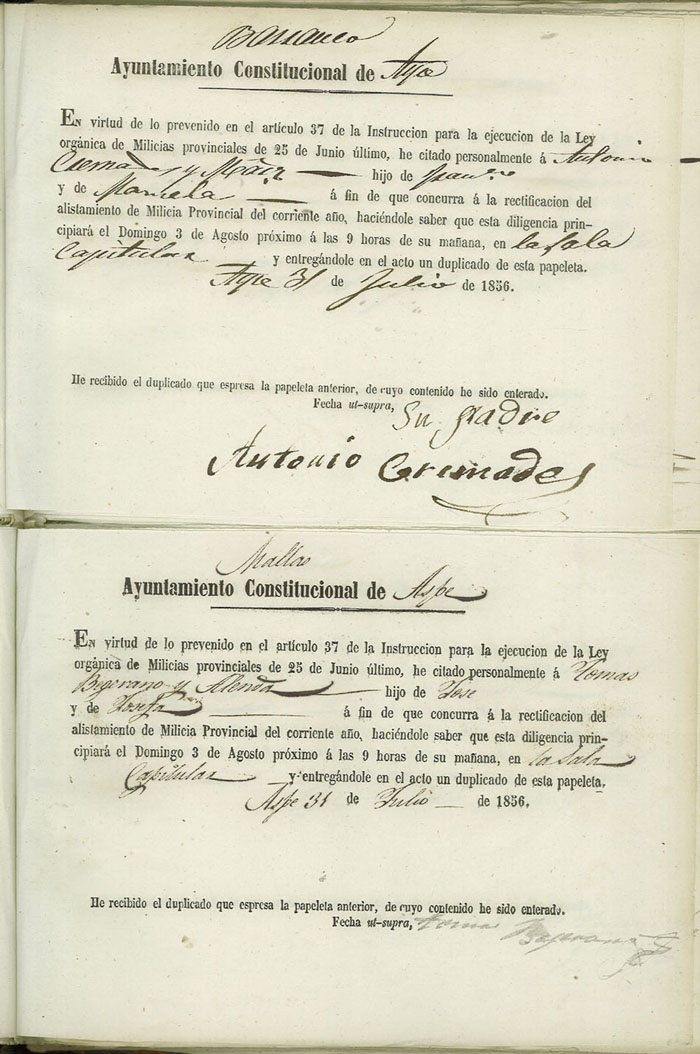 Barranco
Ayuntamiento Constitucional de Aspe
EN virtud de lo prevenido en el artículo 37 de la Instruccion para la ejecucion de la Ley
orgánica de Milicias provinciales de 25 de Junio último, he citado personalmente á Antonio
Cremades y hijo de
y de Manuela á fin de que concurra á la rectificacion del
alistamiento de Milicia Provincial del corriente año, haciéndole saber que esta diligencia prin-
cipiará el Domingo 3 de Agosto próximo á las 9 horas de su mañana, en la Sala
Capitular y entregándole en el acto un duplicado de esta papeleta.
Aspe 31 de Julio de 1856.
He recibido el duplicado que espresa la papeleta anterior, de cuyo contenido he sido enterado.
Fecha ut-supra, Su padre
Antonio Cremades
Mallas
Ayuntamiento Constitucional de Aspe
EN virtud de lo prevenido en el artículo 37 de la Instruccion para la ejecucion de la Ley
orgánica de Milicias provinciales de 25 de Junio último, he citado personalmente á Tomas
y Alenda hijo de Jose
y de Josefa á fin de que concurra á la rectificacion del
alistamiento de Milicia Provincial del corriente año, haciéndole saber que esta diligencia prin-
cipiará el Domingo 3 de Agosto próximo á las 9 horas de su mañana, en la Sala
Capitular y entregándole en el acto un duplicado de esta papeleta.
Aspe 31 de Julio de 1856.
He recibido el duplicado que espresa la papeleta anterior, de cuyo contenido he sido enterado.
Fecha ut-supra, tomas